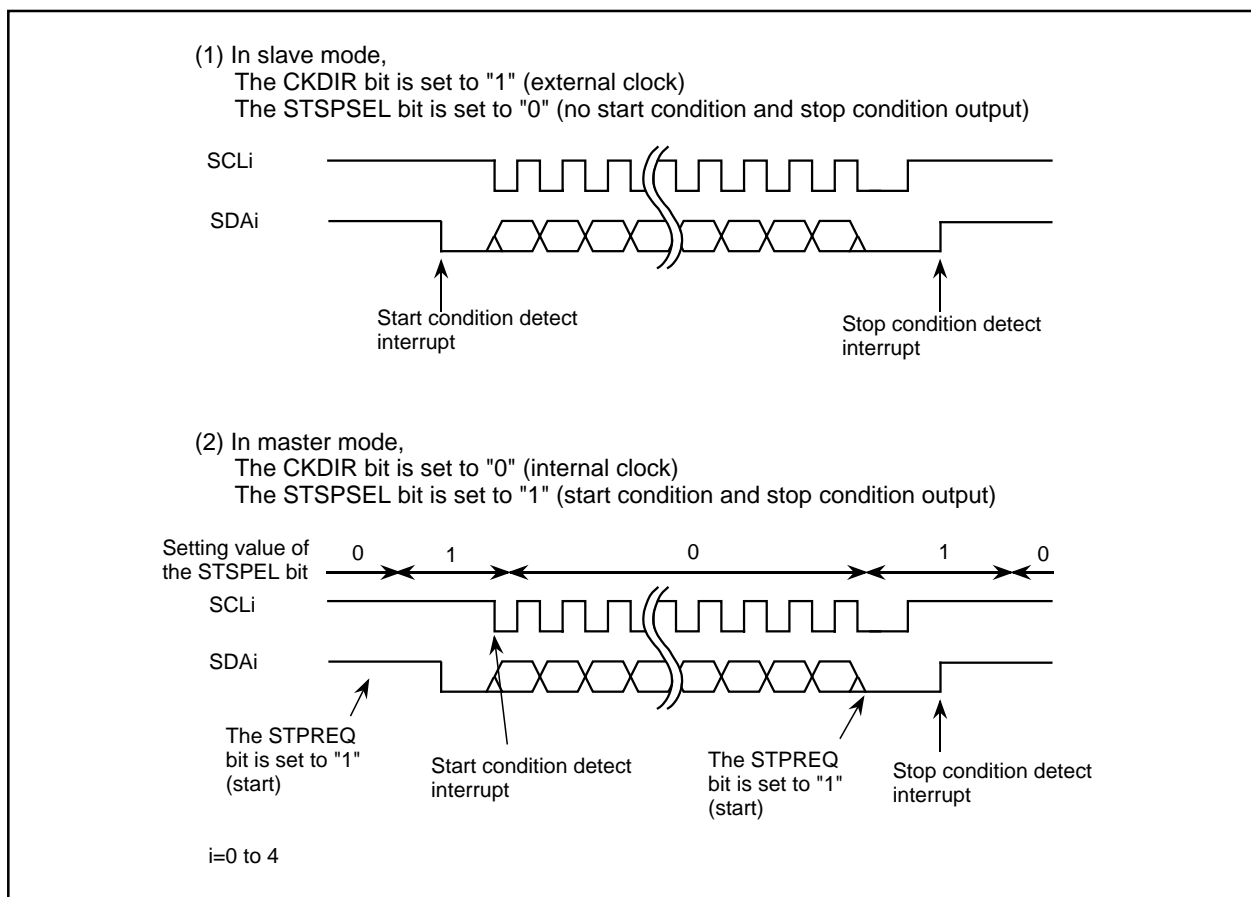 (1) In slave mode,
The CKDIR bit is set to "1" (external clock)
The STSPSEL bit is set to "0" (no start condition and stop condition output)
SCLi
SDAi
Start condition detect
interrupt
Stop condition detect
interrupt
(2) In master mode,
The CKDIR bit is set to "0" (internal clock)
The STSPSEL bit is set to "1" (start condition and stop condition output)
Setting value of
the STSPEL bit
0 1 0 1 0
SCLi
SDAi
The STPREQ
bit is set to "1"
(start)
Start condition detect
interrupt
The STPREQ
bit is set to "1"
(start)
Stop condition detect
interrupt
i=0 to 4